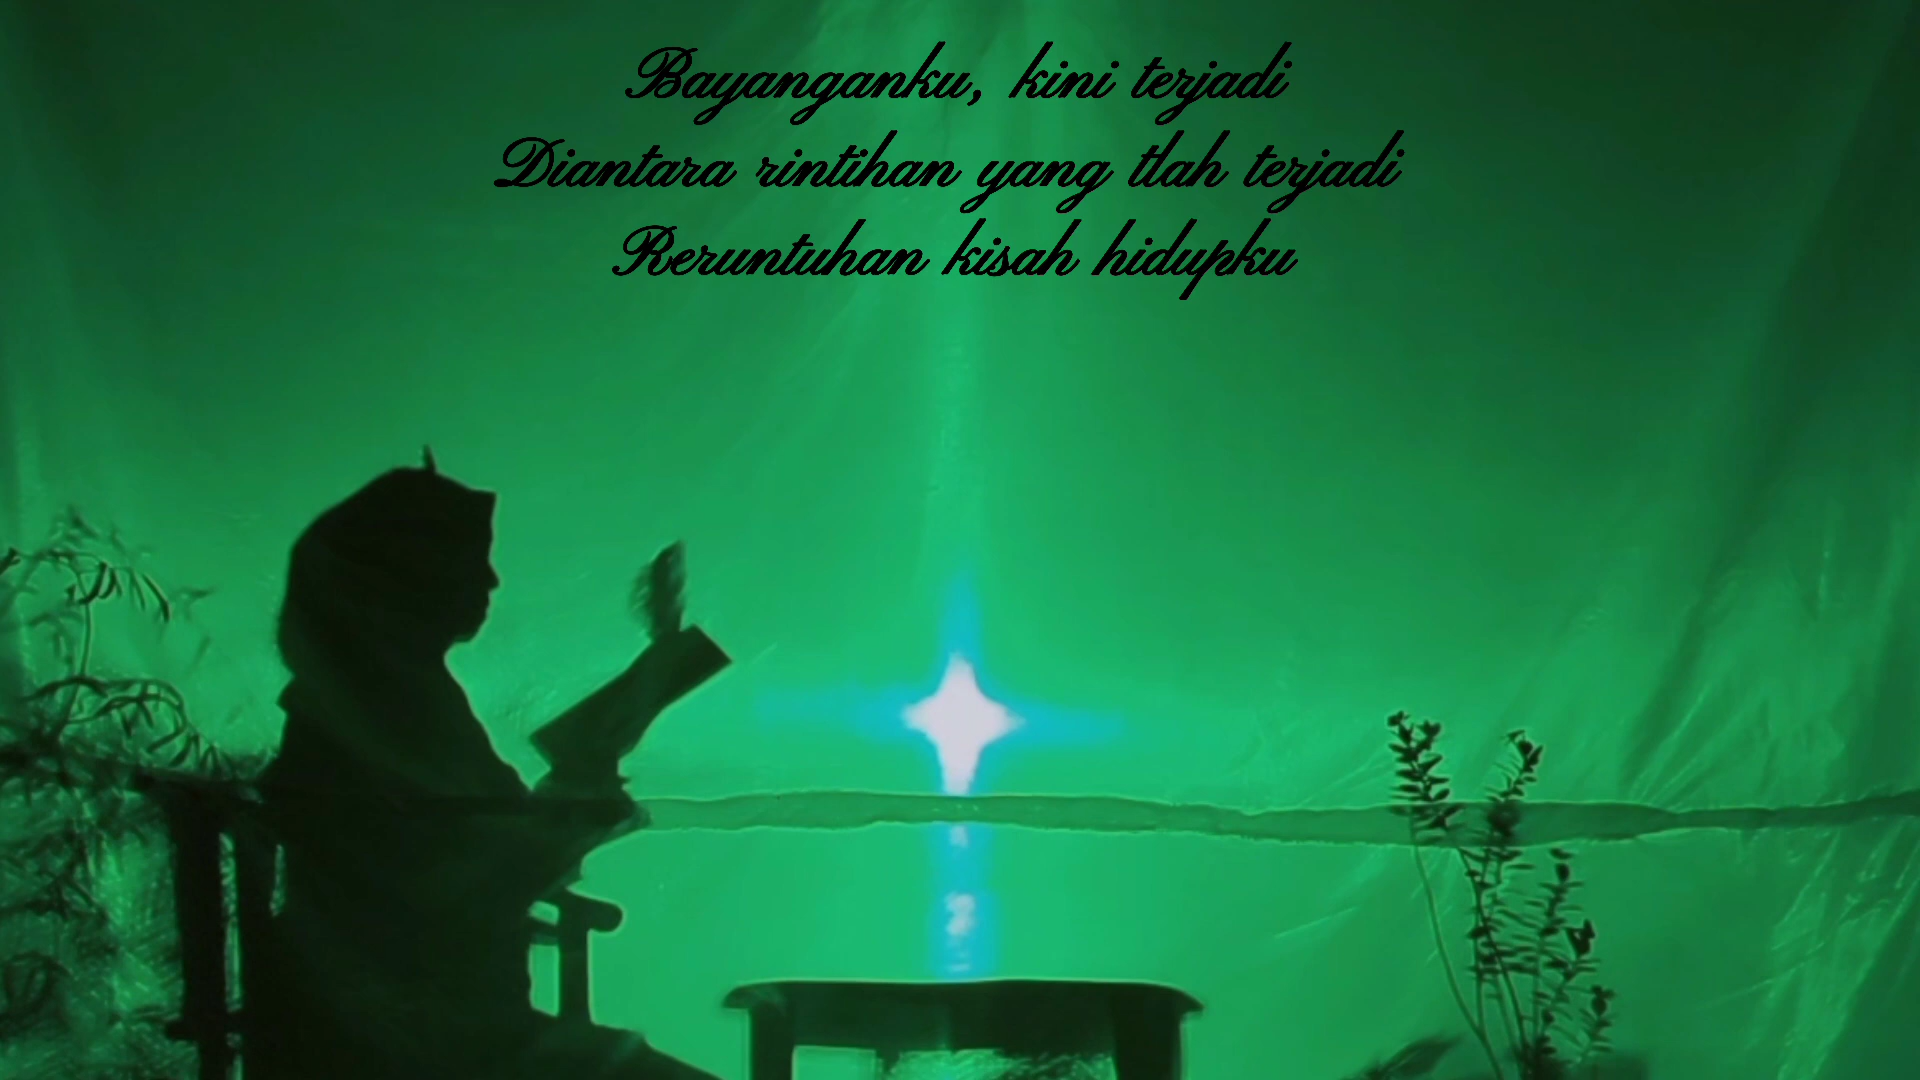 Bayanganku, kini terjadi
Diantara rintihan yang tlah terjadi
Reruntuhan kisah hidupku